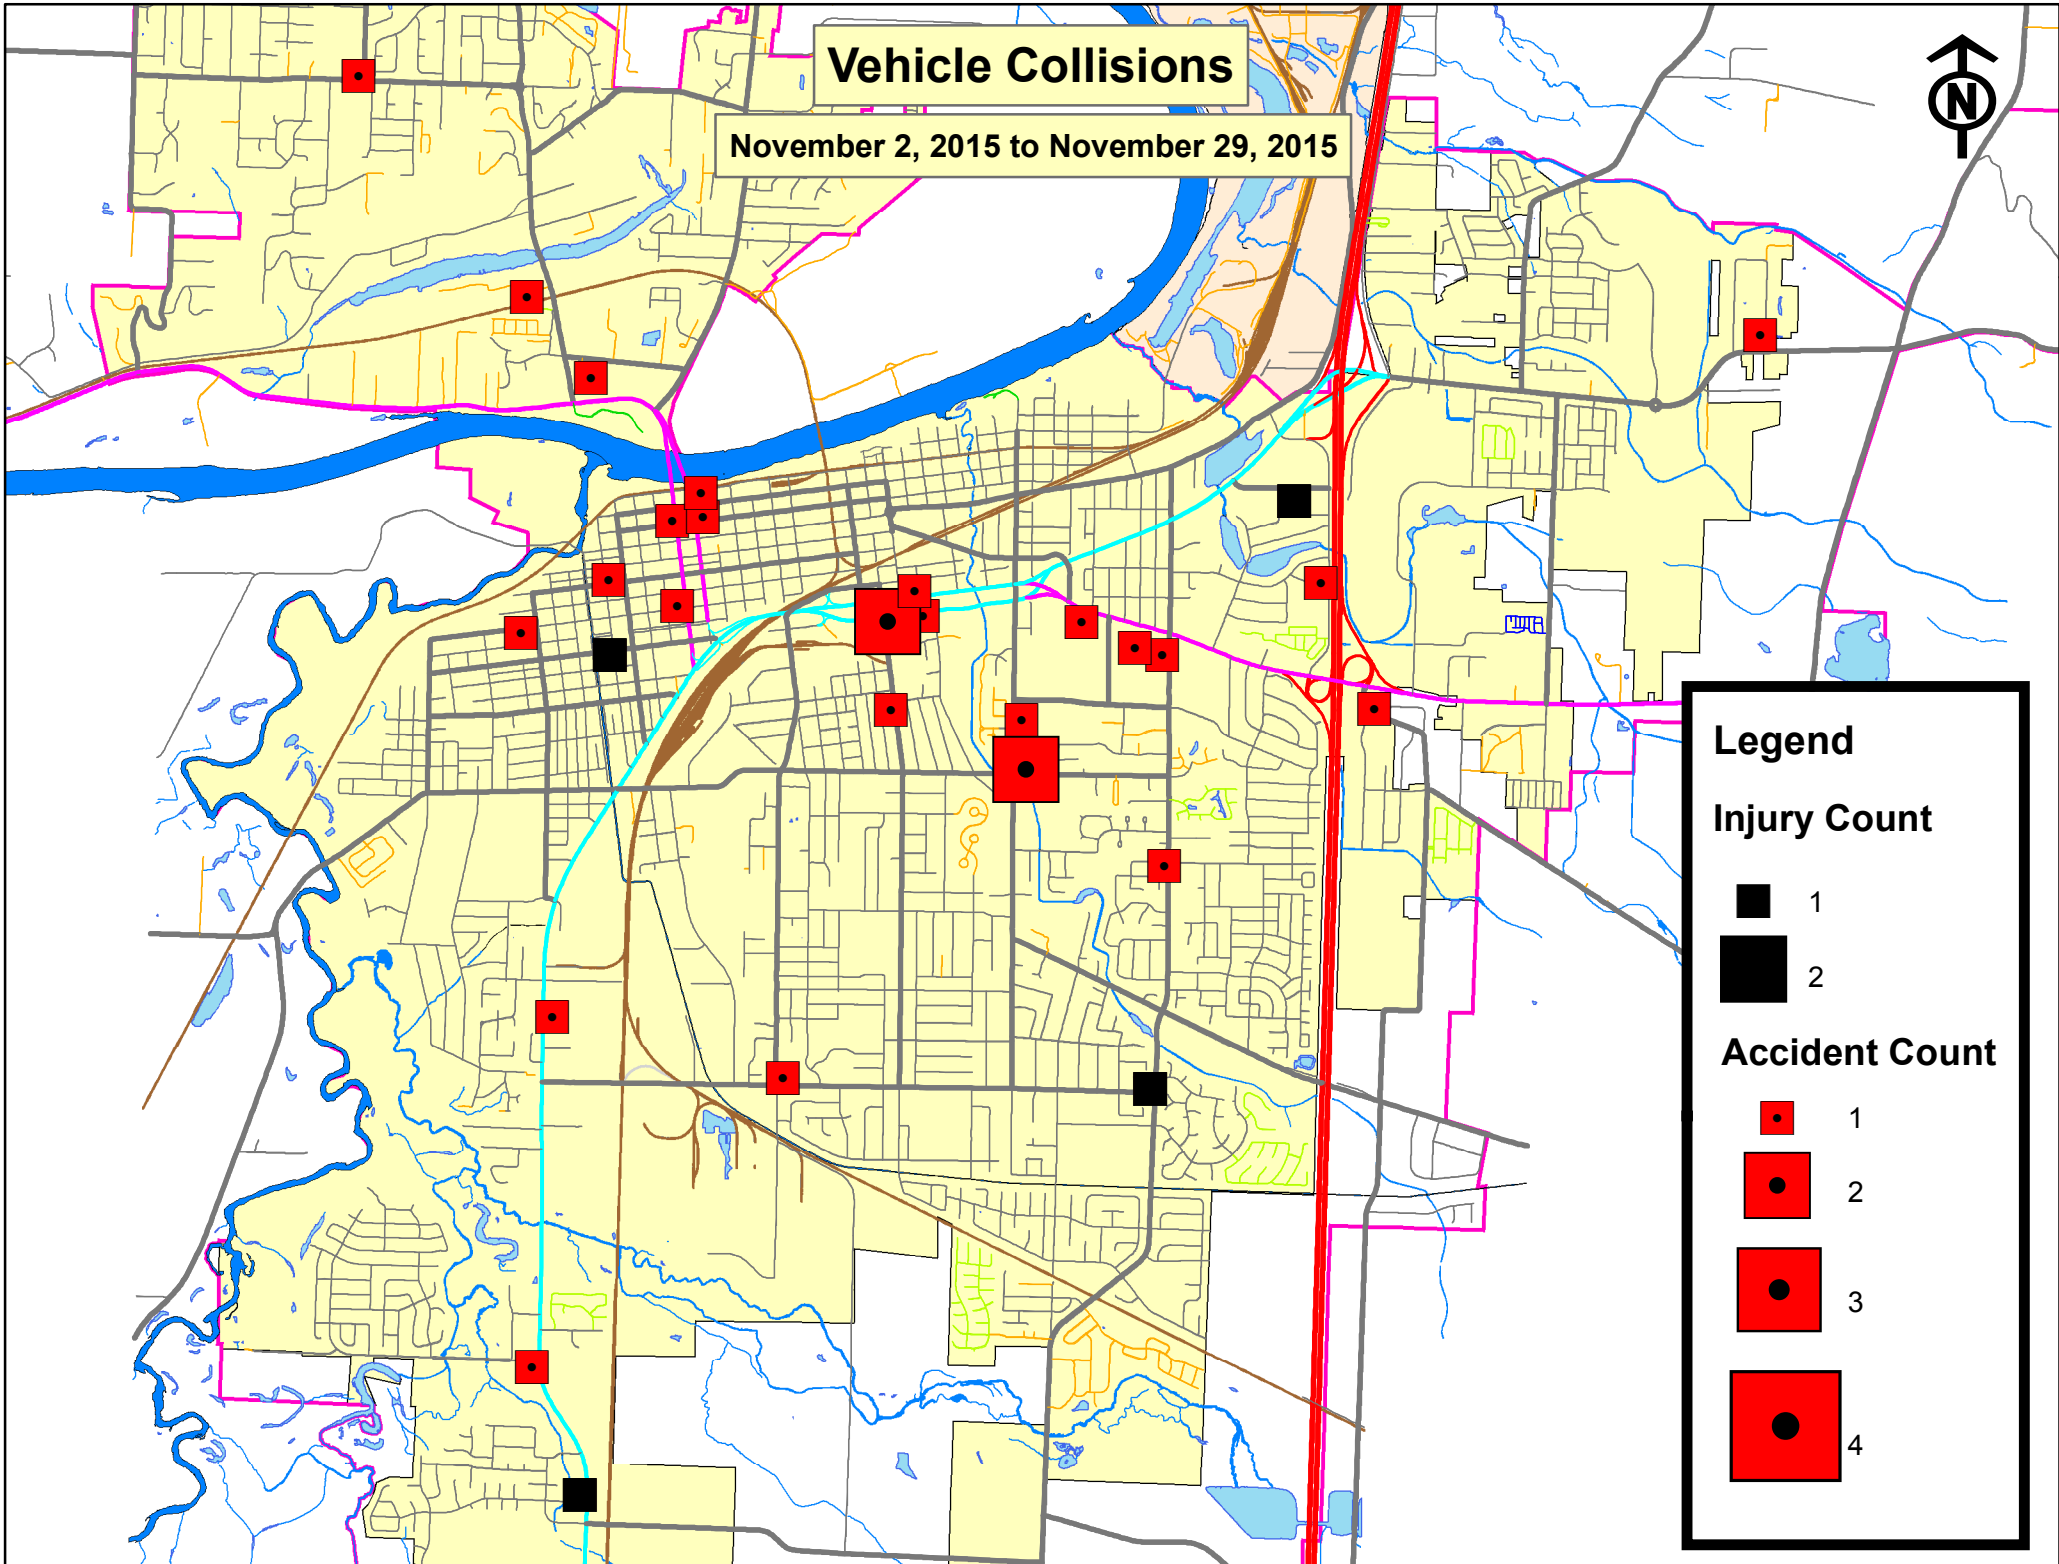 Vehicle Collisions
November 2, 2015 to November 29, 2015
N
Legend
Injury Count
1
2
Accident Count
1
2
3
4